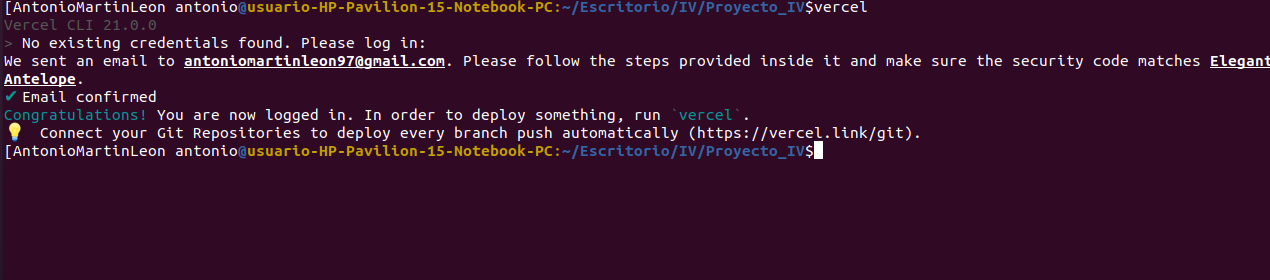 [AntonioMartinLeon antonio@usuario-HP-Pavilion-15-Notebook-PC:~/Escritorio/IV/Proyecto_IV$vercel
Vercel CLI 21.0.0
> No existing credentials found. Please log in:
We sent an email to antoniomartinleon97@gmail.com. Please follow the steps provided inside it and make sure the security code matches Elegant
Antelope.
✔ Email confirmed
Congratulations! You are now logged in. In order to deploy something, run `vercel`.
💡 Connect your Git Repositories to deploy every branch push automatically (https://vercel.link/git).
[AntonioMartinLeon antonio@usuario-HP-Pavilion-15-Notebook-PC:~/Escritorio/IV/Proyecto_IV$